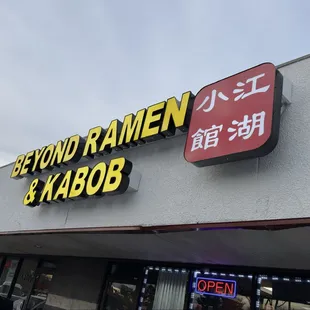 BEYOND RAMEN
& KABOB
小江
館湖
OPEN